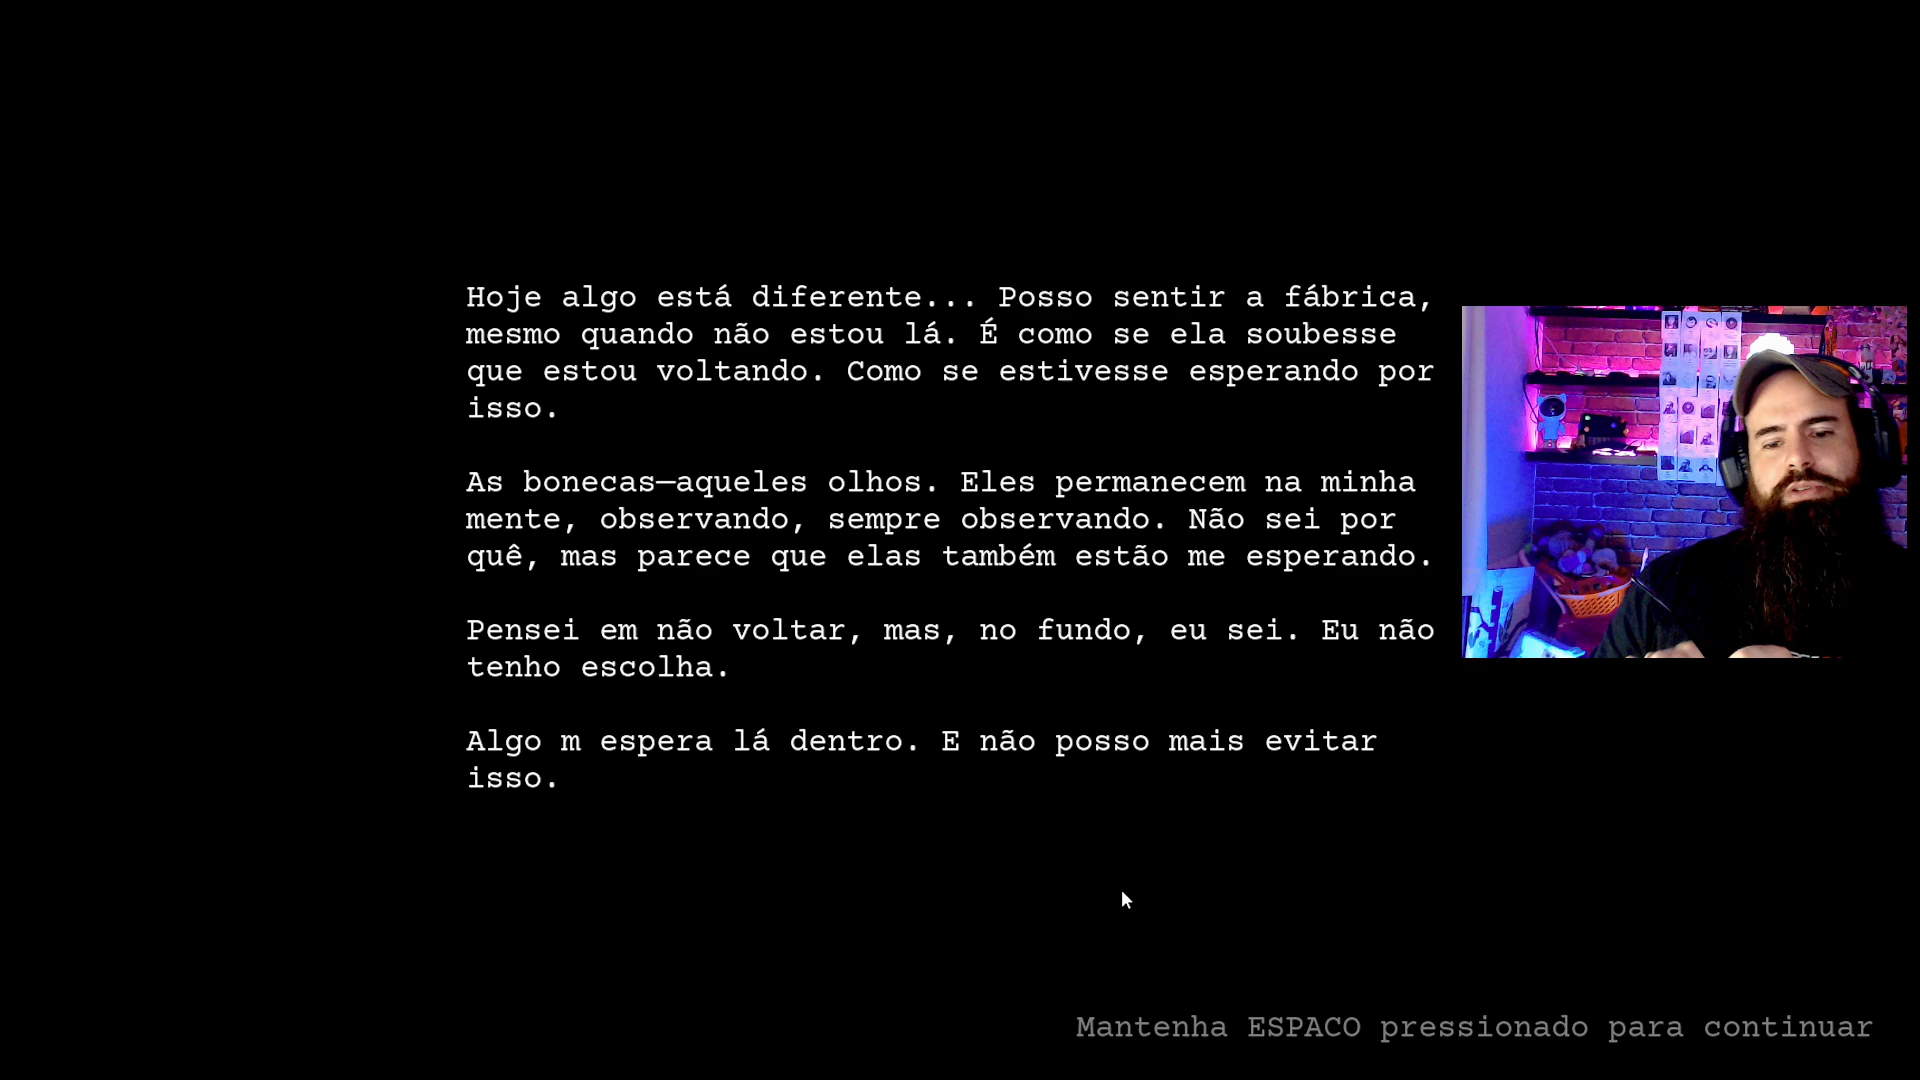 Hoje algo está diferente... Posso sentir a fábrica,
mesmo quando não estou lá. É como se ela soubesse
que estou voltando. Como se estivesse esperando por
isso.
As bonecas—aqueles olhos. Eles permanecem na minha
mente, observando, sempre observando. Não sei por
quê, mas parece que elas também estão me esperando.
Pensei em não voltar, mas, no fundo, eu sei. Eu não
tenho escolha.
Algo m espera lá dentro. E não posso mais evitar
isso.
Mantenha ESPACO pressionado para continuar